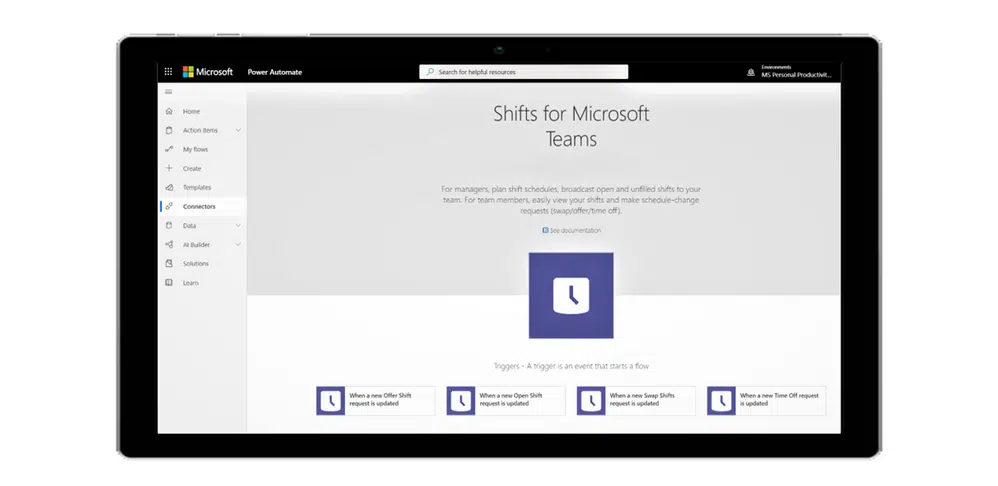 Microsoft
Power Automate
Search for helpful resources
Environments
MS Personal Productivit...
Home
Action items
My flows
Create
Templates
Connectors
Data
AI Builder
Solutions
Learn
Shifts for Microsoft
Teams
For managers, plan shift schedules, broadcast open and unfilled shifts to your
team. For team members, easily view your shifts and make schedule-change
requests (swap/offer/time off).
See documentation
Triggers - A trigger is an event that starts a flow
When a new Offer Shift
request is updated
When a new Open Shift
request is updated
When a new Swap Shifts
request is updated
When a new Time Off request
is updated